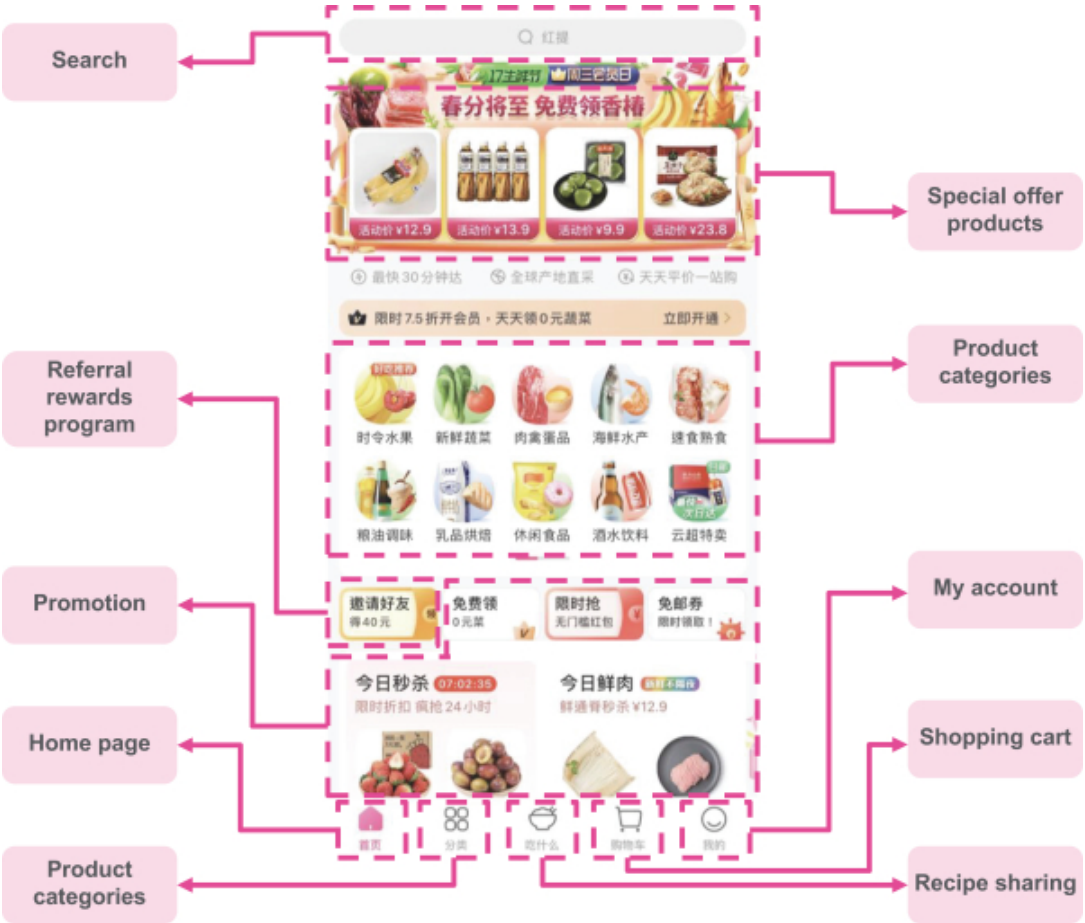 Search
红提
17生鲜节
周三会员日
春分将至 免费领香椿
活动价 ¥12.9
活动价 ¥13.9
活动价 ¥9.9
活动价 ¥23.8
Special offer
products
最快30分钟达
全球产地直采
天天平价一站购
限时7.5折开会员,天天领0元蔬菜
立即开通 >
Referral
rewards
program
Product
categories
好吃推荐
时令水果
新鲜蔬菜
肉禽蛋品
海鲜水产
速食熟食
次日达
粮油调味
乳品烘焙
休闲食品
酒水饮料
云超特卖
Promotion
My account
邀请好友
得40元
免费领
0元菜
限时抢
无门槛红包
¥
免邮券
限时领取!
今日秒杀 07:02:35
限时折扣 疯抢24小时
今日鲜肉
鲜通脊秒杀¥12.9
Home page
Shopping cart
首页
分类
吃什么
购物车
我的
Product
categories
Recipe sharing